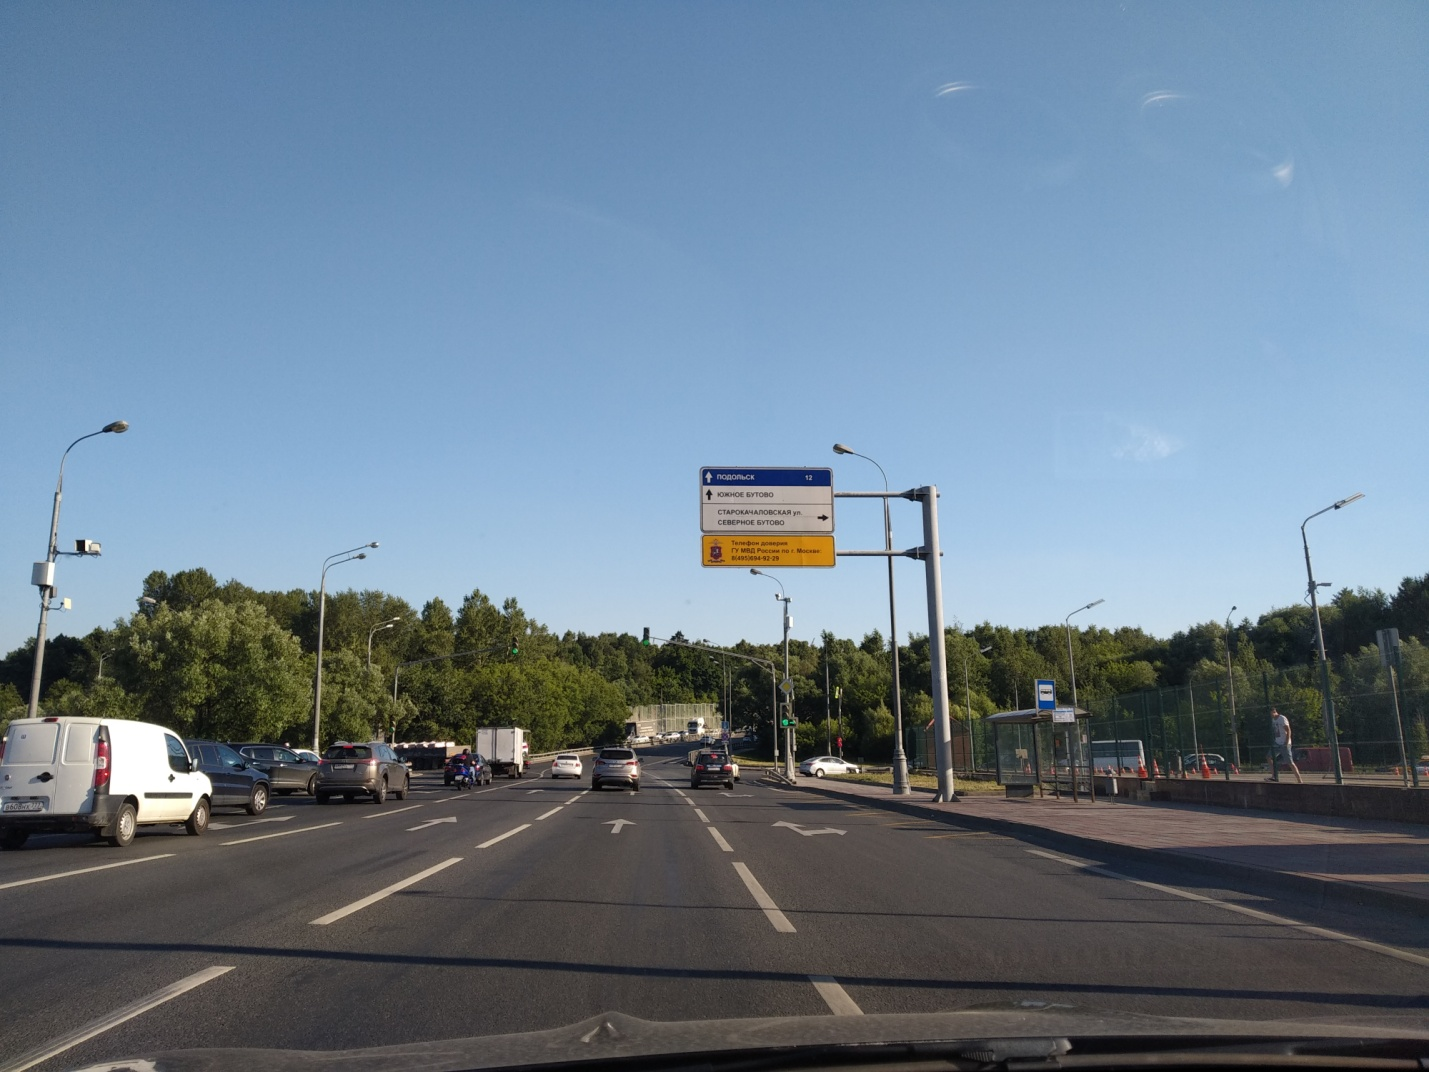 ПОДОЛЬСК 12
ЮЖНОЕ БУТОВО
СТАРОКАЧАЛОВСКАЯ ул.
СЕВЕРНОЕ БУТОВО
Телефон доверия
ГУ МВД России по г. Москве:
8(495)694-92-29